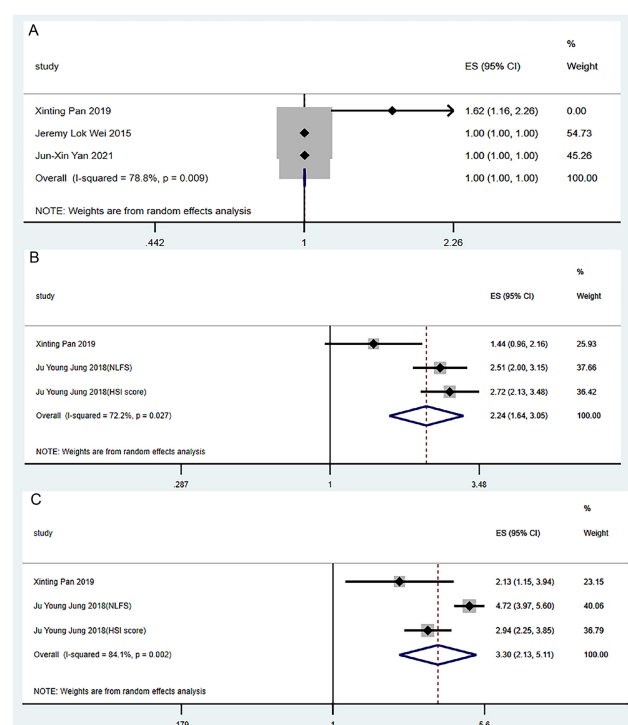 A
%
study ES (95% CI) Weight
Xinting Pan 2019 1.62 (1.16, 2.26) 0.00
Jeremy Lok Wei 2015 1.00 (1.00, 1.00) 54.73
Jun-Xin Yan 2021 1.00 (1.00, 1.00) 45.26
Overall (I-squared = 78.8%, p = 0.009) 1.00 (1.00, 1.00) 100.00
NOTE: Weights are from random effects analysis
.442 1 2.26
B
%
study ES (95% CI) Weight
Xinting Pan 2019 1.44 (0.96, 2.16) 25.93
Ju Young Jung 2018(NLFS) 2.51 (2.00, 3.15) 37.66
Ju Young Jung 2018(HSI score) 2.72 (2.13, 3.48) 36.42
Overall (I-squared = 72.2%, p = 0.027) 2.24 (1.64, 3.05) 100.00
NOTE: Weights are from random effects analysis
.287 1 3.48
C
%
study ES (95% CI) Weight
Xinting Pan 2019 2.13 (1.15, 3.94) 23.15
Ju Young Jung 2018(NLFS) 4.72 (3.97, 5.60) 40.06
Ju Young Jung 2018(HSI score) 2.94 (2.25, 3.85) 36.79
Overall (I-squared = 84.1%, p = 0.002) 3.30 (2.13, 5.11) 100.00
NOTE: Weights are from random effects analysis
.179 1 5.6